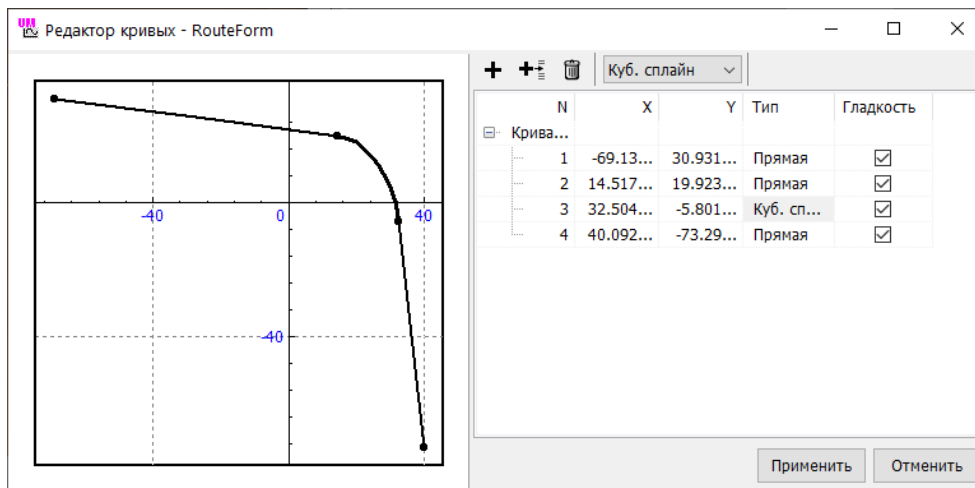 UM Редактор кривых - RouteForm
Куб. сплайн
N X Y Тип Гладкость
Крива...
1 -69.13... 30.931... Прямая
2 14.517... 19.923... Прямая
3 32.504... -5.801... Куб. сп...
4 40.092... -73.29... Прямая
-40 0 40
-40
Применить Отменить